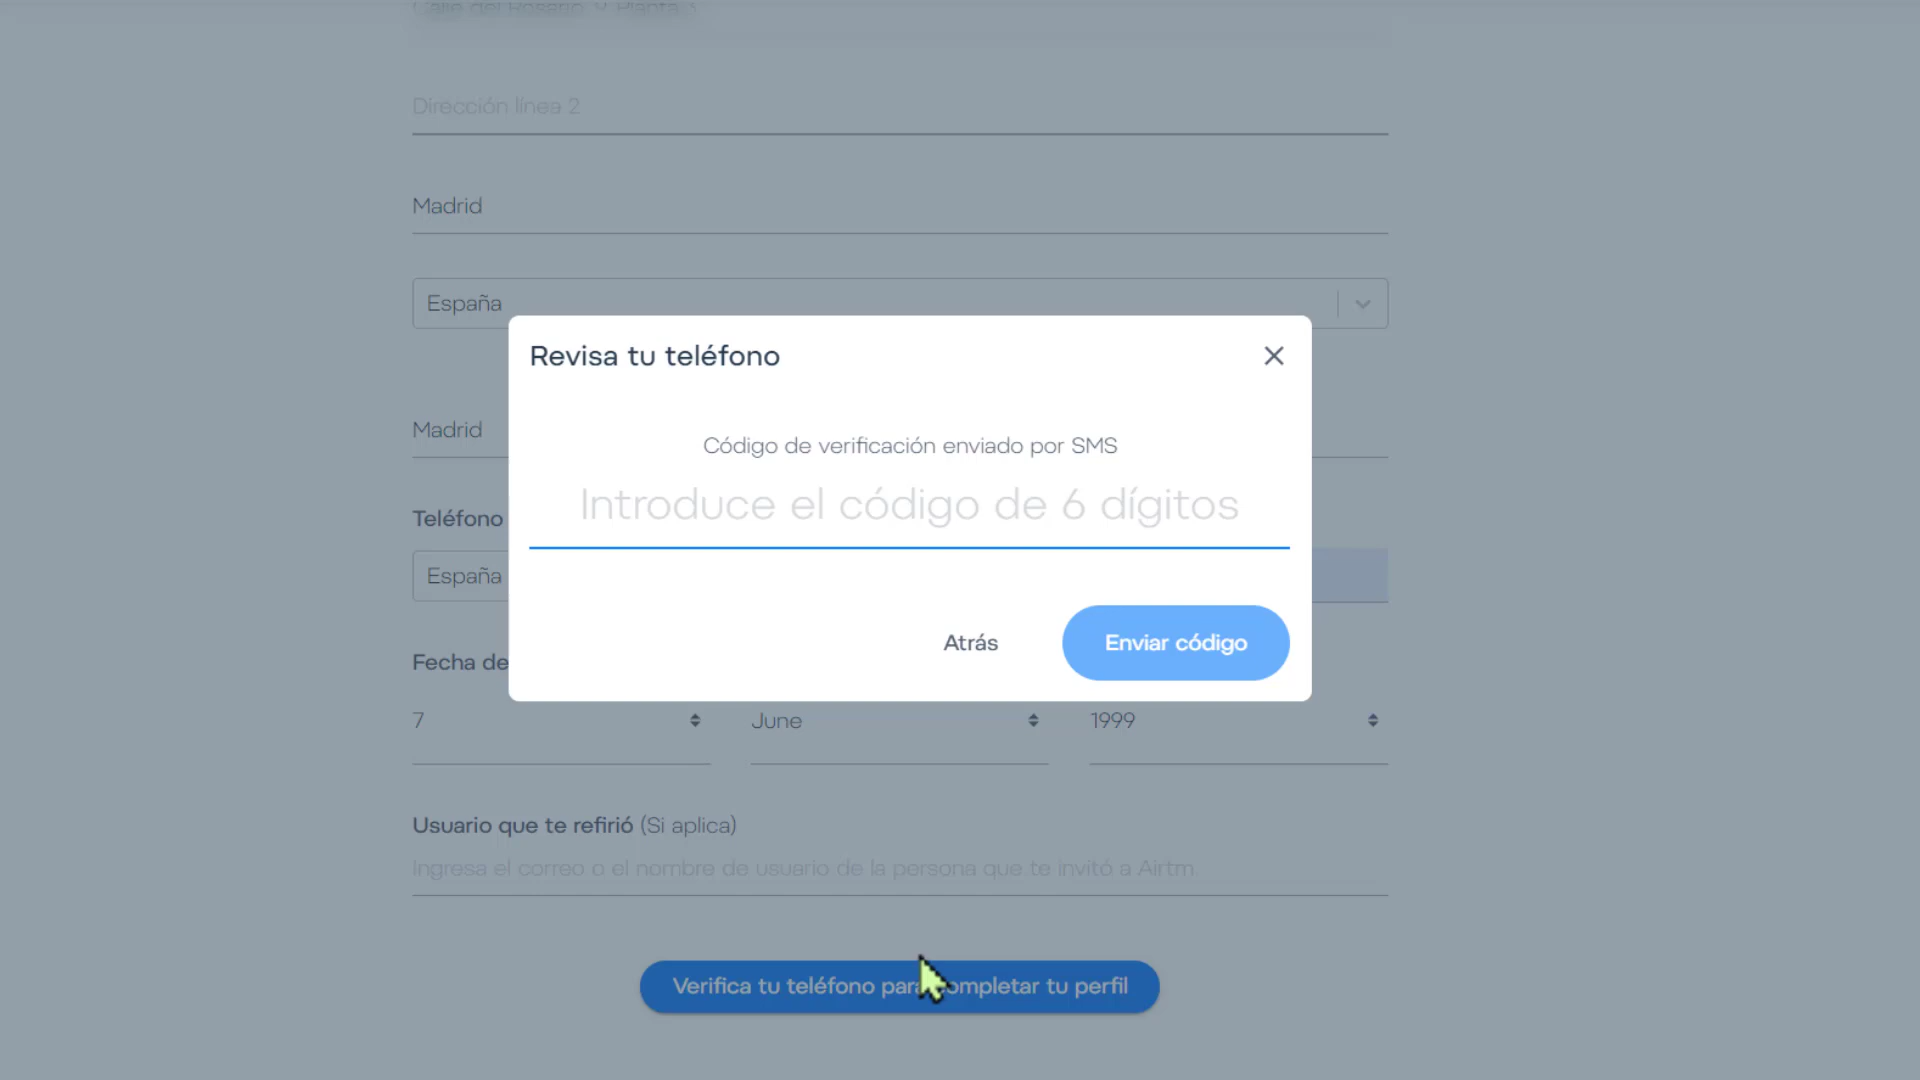 Dirección línea 2
Madrid
España
Revisa tu teléfono
Código de verificación enviado por SMS
Madrid
Introduce el código de 6 dígitos
Teléfono
España
Atrás
Enviar código
Fecha de
7
June
1999
Usuario que te refirió (Si aplica)
Ingresa el correo o el nombre de usuario de la persona que te invitó a Airtm
Verifica tu teléfono para completar tu perfil